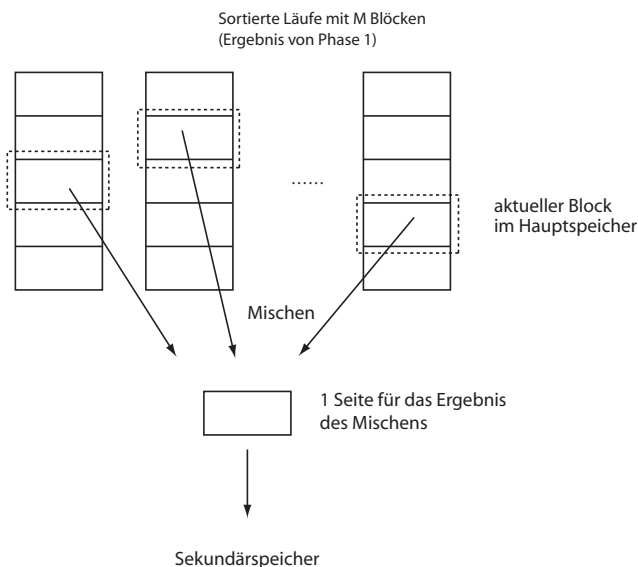 Sortierte Läufe mit M Blöcken
(Ergebnis von Phase 1)
......
aktueller Block
im Hauptspeicher
Mischen
1 Seite für das Ergebnis
des Mischens
Sekundärspeicher